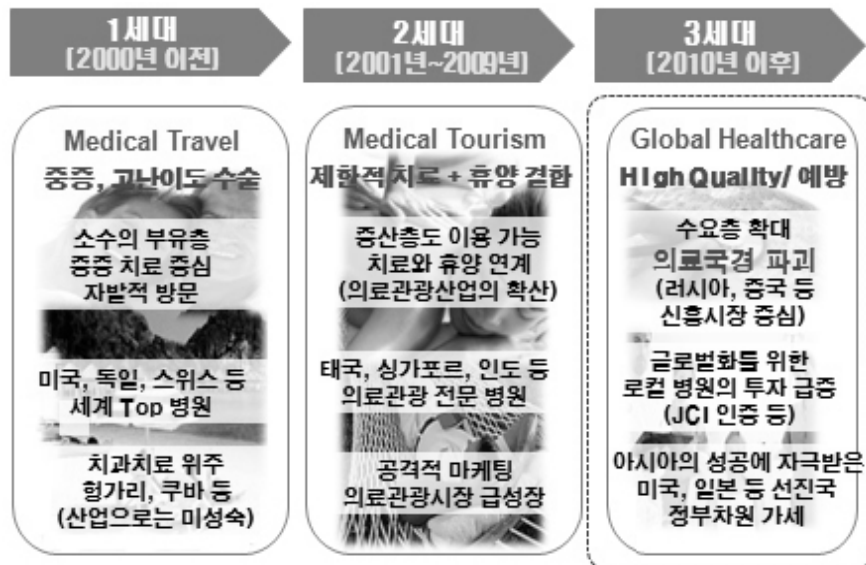 1세대
(2000년 이전)
Medical Travel
중증, 고난이도 수술
소수의 부유층
중증 치료 중심
자발적 방문
미국, 독일, 스위스 등
세계 Top 병원
치과치료 위주
헝가리, 쿠바 등
(산업으로는 미성숙)
2세대
(2001년~2009년)
Medical Tourism
제한적 치료 + 휴양 결합
중산층도 이용 가능
치료와 휴양 연계
(의료관광산업의 확산)
태국, 싱가포르, 인도 등
의료관광 전문 병원
공격적 마케팅
의료관광시장 급성장
3세대
(2010년 이후)
Global Healthcare
High Quality/ 예방
수요층 확대
의료국경 파괴
(러시아, 중국 등
신흥시장 중심)
글로벌화를 위한
로컬 병원의 투자 급증
(JCI 인증 등)
아시아의 성공에 자극받은
미국, 일본 등 선진국
정부차원 가세